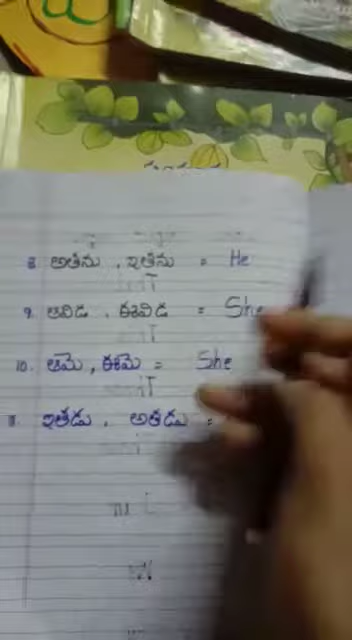 8. అతను, ఇతను = He
9. ఆవిడ, ఈవిడ = She
10. ఆమె, ఈమె = She
11. ఇతడు, అతడు =